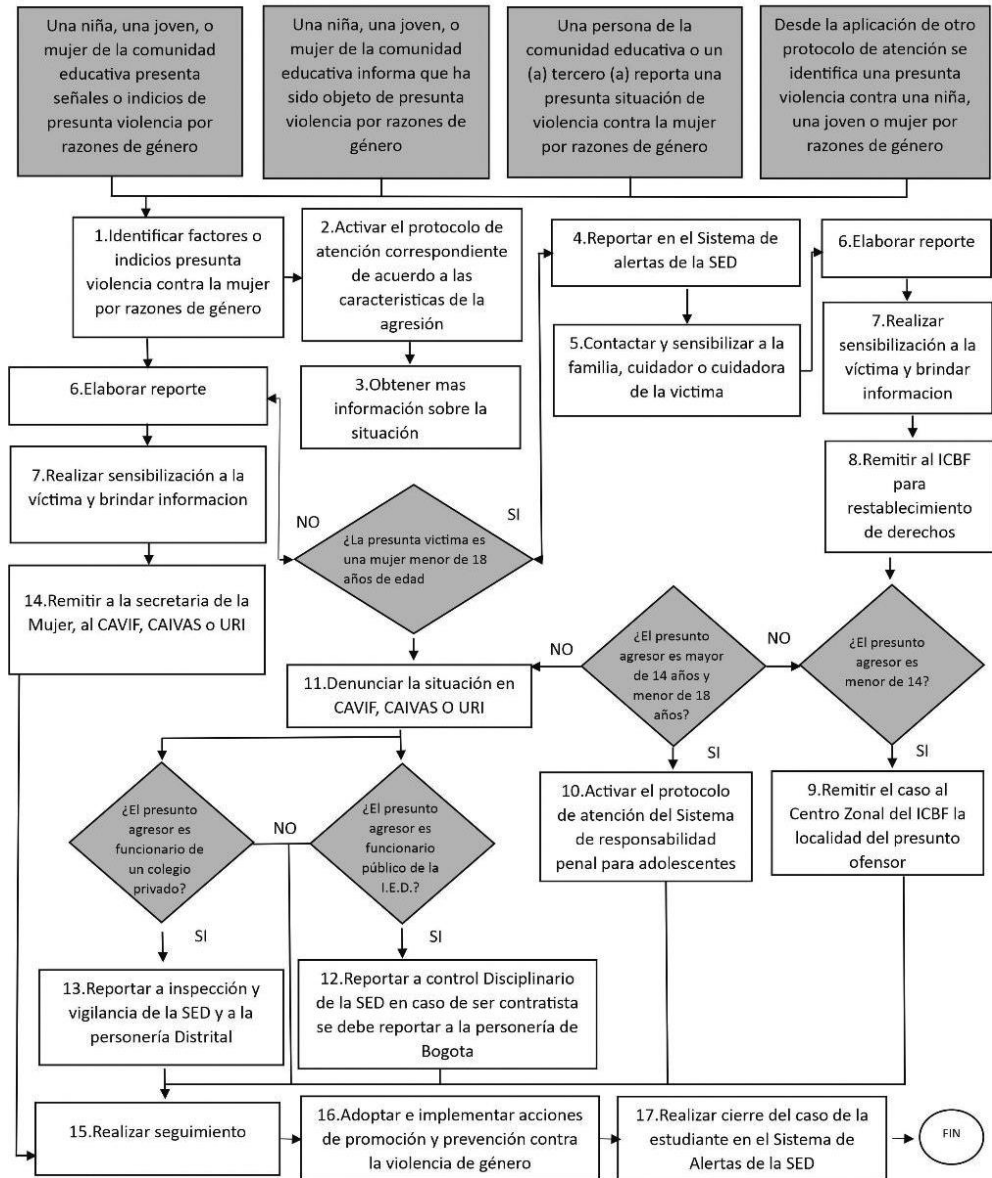 Una niña, una joven, o
mujer de la comunidad
educativa presenta
señales o indicios de
presunta violencia por
razones de género
Una niña, una joven, o
mujer de la comunidad
educativa informa que ha
sido objeto de presunta
violencia por razones de
género
Una persona de la
comunidad educativa o un
(a) tercero (a) reporta una
presunta situación de
violencia contra la mujer
por razones de género
Desde la aplicación de otro
protocolo de atención se
identifica una presunta
violencia contra una niña,
una joven o mujer por
razones de género
1.Identificar factores o
indicios presunta
violencia contra la mujer
por razones de género
2.Activar el protocolo de
atención correspondiente
de acuerdo a las
caracteristicas de la
agresión
3.Obtener mas
información sobre la
situación
4.Reportar en el Sistema de
alertas de la SED
5.Contactar y sensibilizar a la
familia, cuidador o cuidadora
de la victima
6.Elaborar reporte
7.Realizar
sensibilización a la
víctima y brindar
informacion
8.Remitir al ICBF
para
restablecimiento
de derechos
6.Elaborar reporte
7.Realizar sensibilización a la
víctima y brindar informacion
14.Remitir a la secretaria de la
Mujer, al CAVIF, CAIVAS o URI
NO
SI
¿La presunta victima es
una mujer menor de 18
años de edad
11.Denunciar la situación en
CAVIF, CAIVAS O URI
NO
¿El presunto
agresor es mayor
de 14 años y
menor de 18
años?
NO
¿El presunto
agresor es
menor de 14?
SI
SI
10.Activar el protocolo
de atención del Sistema
de responsabilidad
penal para adolescentes
9.Remitir el caso al
Centro Zonal del ICBF la
localidad del presunto
ofensor
¿El presunto
agresor es
funcionario de
un colegio
privado?
NO
¿El presunto
agresor es
funcionario
público de la
I.E.D.?
SI
SI
13.Reportar a inspección y
vigilancia de la SED y a la
personería Distrital
12.Reportar a control Disciplinario
de la SED en caso de ser contratista
se debe reportar a la personería de
Bogota
15.Realizar seguimiento
16.Adoptar e implementar acciones
de promoción y prevención contra
la violencia de género
17.Realizar cierre del caso de la
estudiante en el Sistema de
Alertas de la SED
FIN